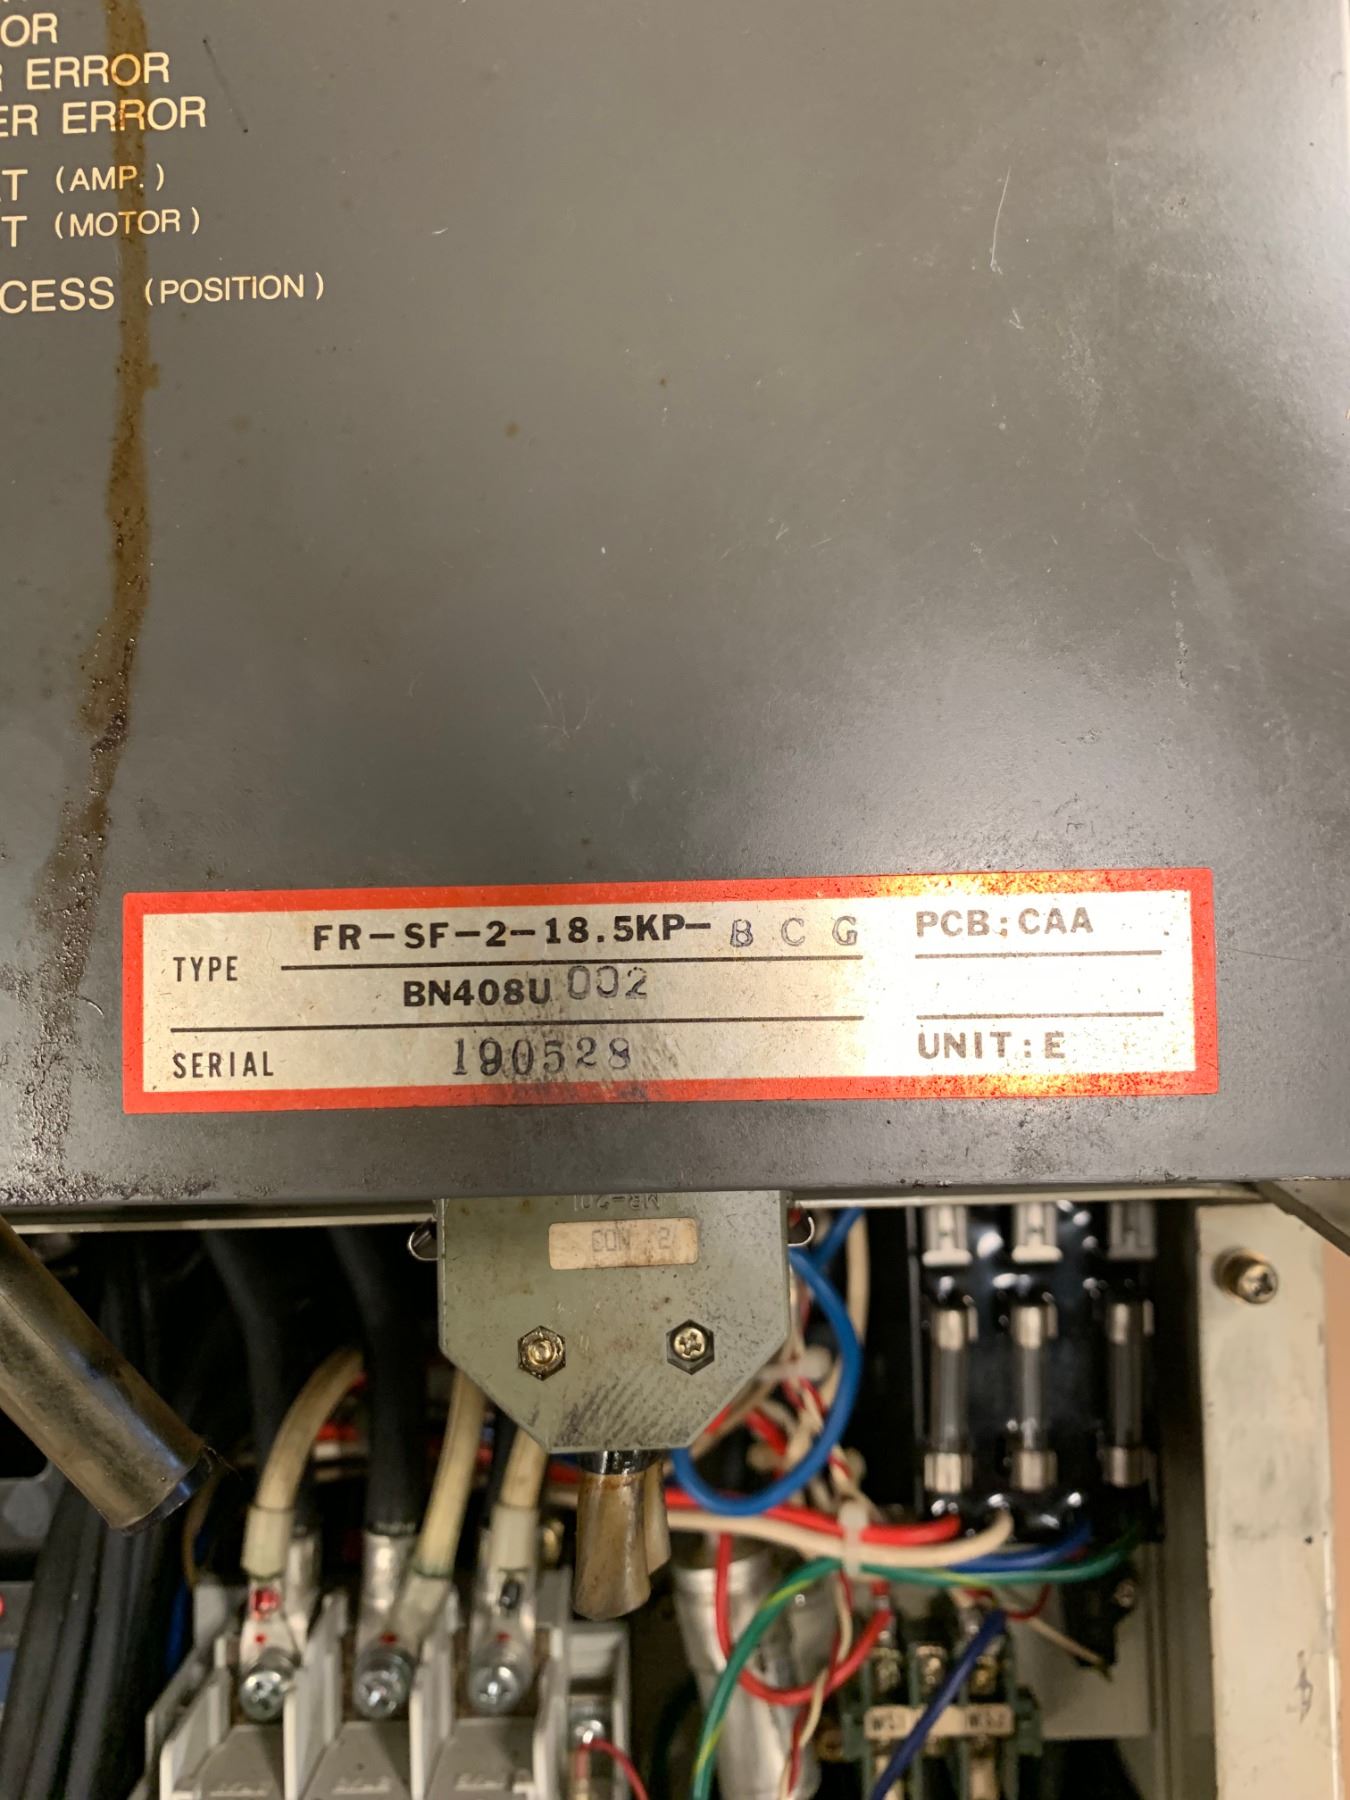 OR
R ERROR
ER ERROR
T (AMP.)
T (MOTOR)
CESS (POSITION)
TYPE FR-SF-2-18.5KP-BCG PCB:CAA
BN408U 002
SERIAL 190528 UNIT:E
CON 2